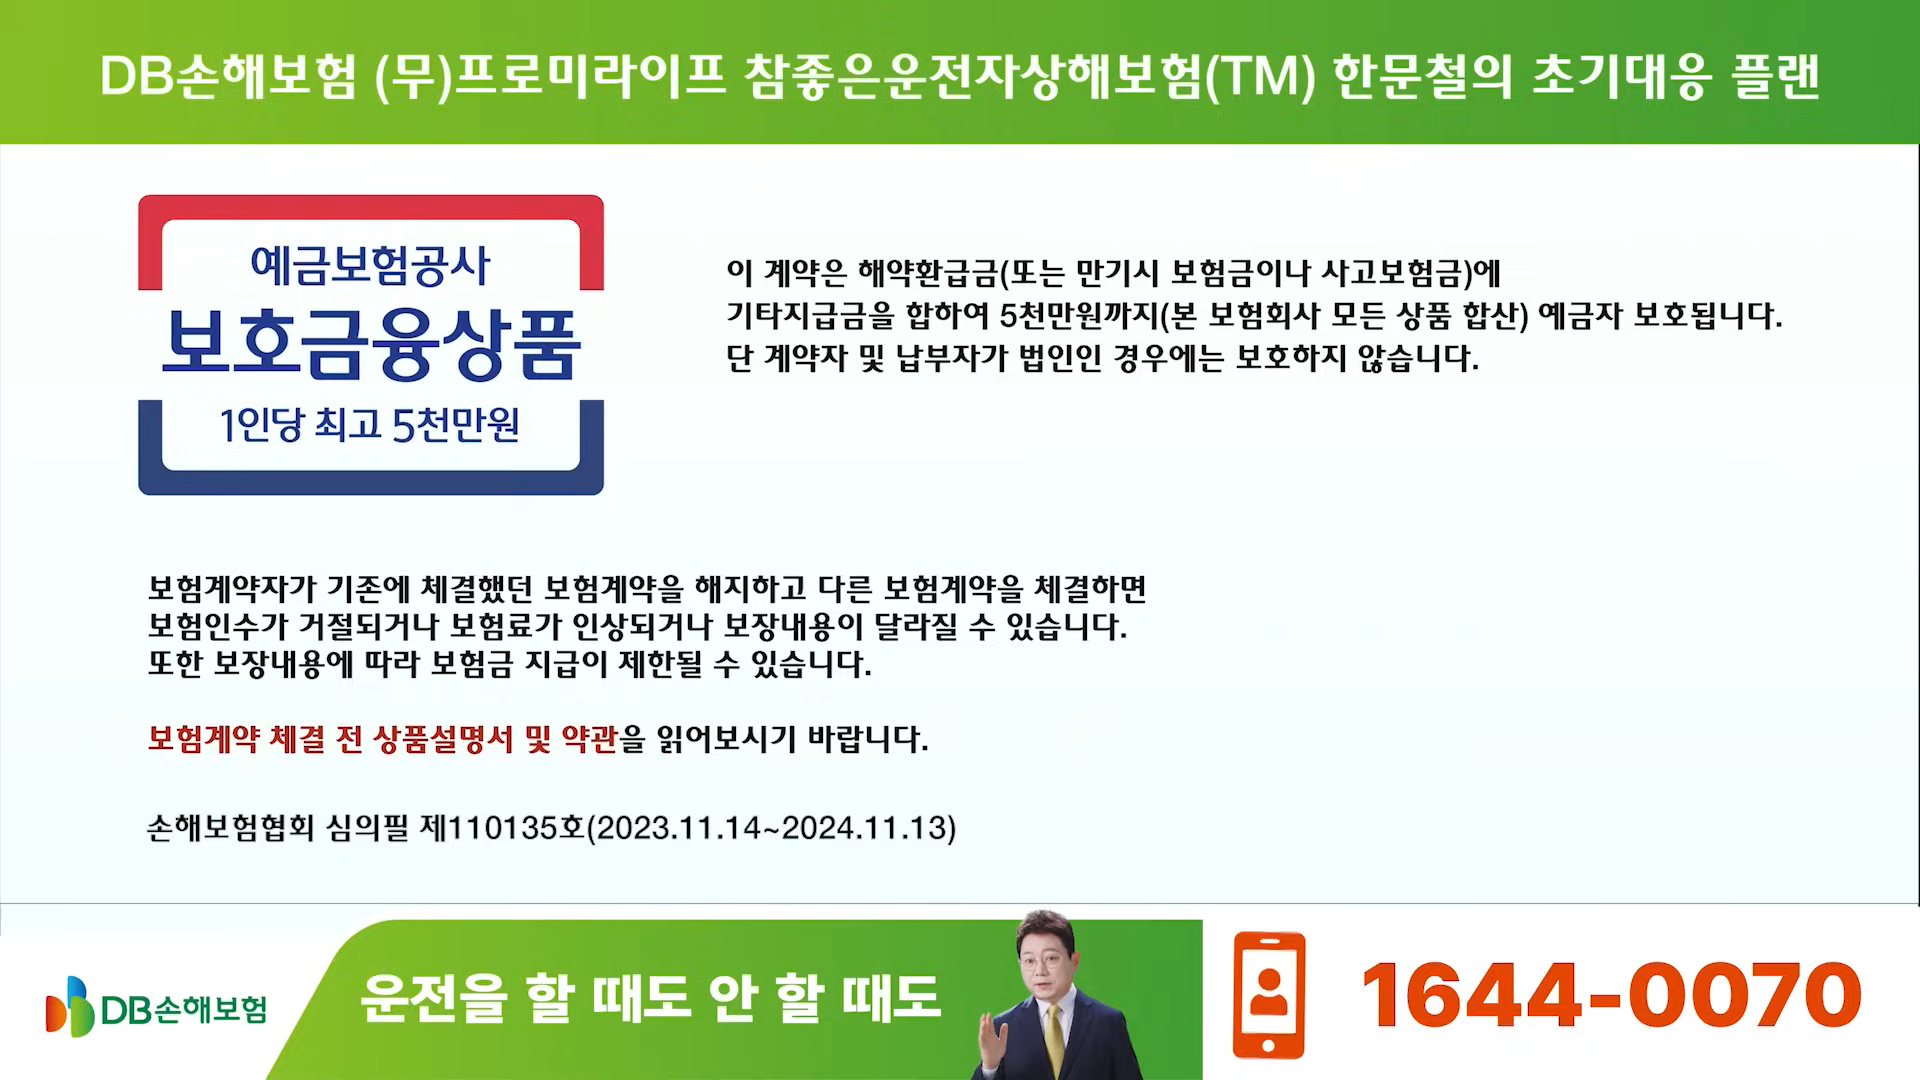 DB손해보험 (무)프로미라이프 참좋은운전자상해보험(TM) 한문철의 초기대응 플랜
예금보험공사
보호금융상품
1인당 최고 5천만원
이 계약은 해약환급금(또는 만기시 보험금이나 사고보험금)에
기타지급금을 합하여 5천만원까지(본 보험회사 모든 상품 합산) 예금자 보호됩니다.
단 계약자 및 납부자가 법인인 경우에는 보호하지 않습니다.
보험계약자가 기존에 체결했던 보험계약을 해지하고 다른 보험계약을 체결하면
보험인수가 거절되거나 보험료가 인상되거나 보장내용이 달라질 수 있습니다.
또한 보장내용에 따라 보험금 지급이 제한될 수 있습니다.
보험계약 체결 전 상품설명서 및 약관을 읽어보시기 바랍니다.
손해보험협회 심의필 제110135호(2023.11.14~2024.11.13)
DB손해보험
운전을 할 때도 안 할 때도
1644-0070